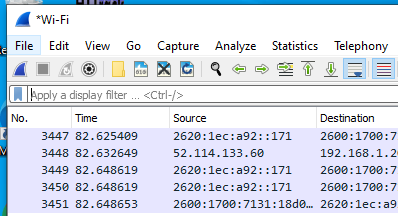 *Wi-Fi
File Edit View Go Capture Analyze Statistics Telephony
Apply a display filter ... <Ctrl-/>
No. Time Source Destination
3447 82.625409 2620:1ec:a92::171 2600:1700:7
3448 82.632649 52.114.133.60 192.168.1.20
3449 82.648619 2620:1ec:a92::171 2600:1700:7
3450 82.648619 2620:1ec:a92::171 2600:1700:7
3451 82.648653 2600:1700:7131:18d0… 2620:1ec:a9